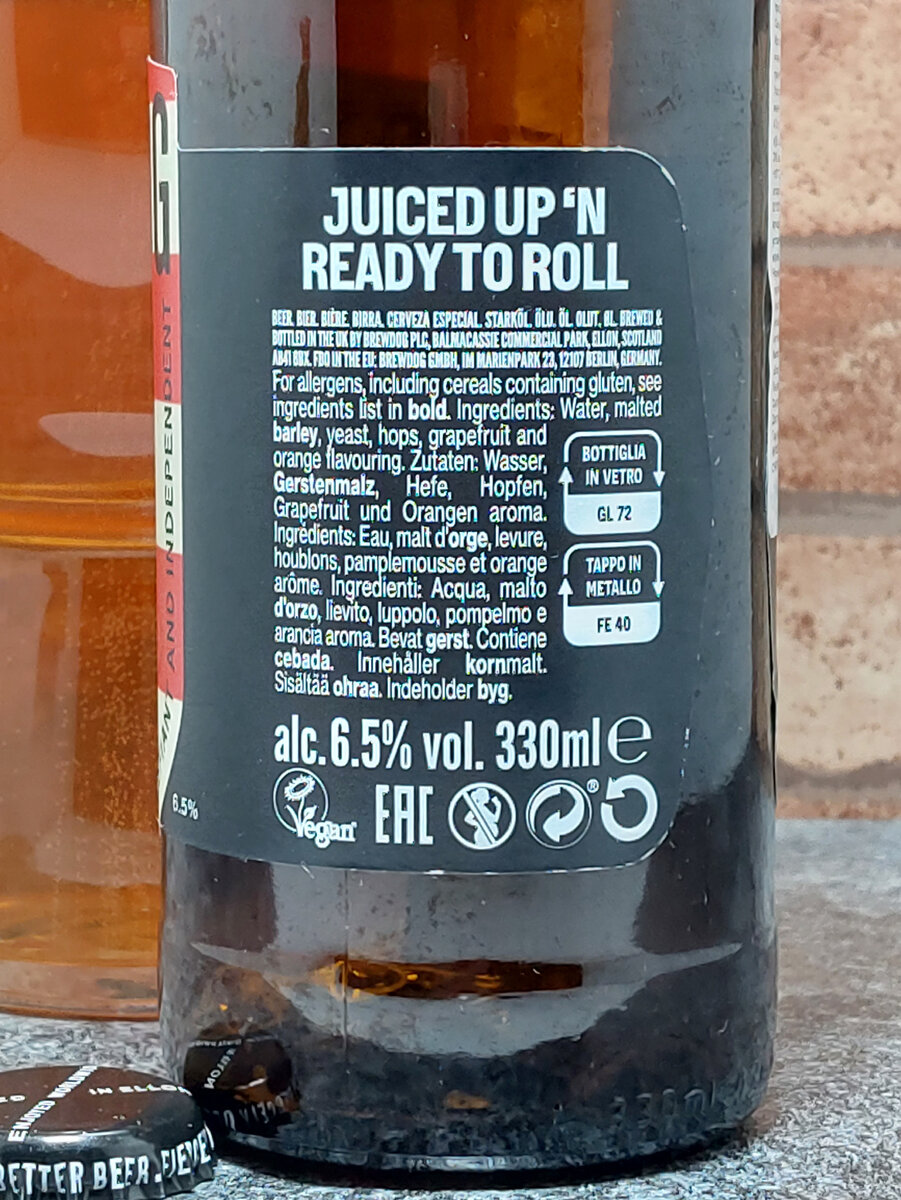 JUICED UP ‘N
READY TO ROLL
BEER. BIER. BIÈRE. BIRRA. CERVEZA ESPECIAL. STARKÖL. ÕLU. ÖL. OLUT. ØL. BREWED &
BOTTLED IN THE UK BY BREWDOG PLC, BALMACASSIE COMMERCIAL PARK, ELLON, SCOTLAND
AB41 8BX. FBO IN THE EU: BREWDOG GMBH, IM MARIENPARK 23, 12107 BERLIN, GERMANY.
For allergens, including cereals containing gluten, see
ingredients list in bold. Ingredients: Water, malted
barley, yeast, hops, grapefruit and
orange flavouring. Zutaten: Wasser,
Gerstenmalz, Hefe, Hopfen,
Grapefruit und Orangen aroma.
Ingrédients: Eau, malt d'orge, levure,
houblons, pamplemousse et orange
arôme. Ingredienti: Acqua, malto
d'orzo, lievito, luppolo, pompelmo e
arancia aroma. Bevat gerst. Contiene
cebada. Innehåller kornmalt.
Sisältää ohraa. Indeholder byg.
BOTTIGLIA
IN VETRO
GL 72
TAPPO IN
METALLO
FE 40
alc. 6.5% vol. 330ml e
Vegan EAC ®
AND INDEPENDENT
6.5%
IN ELLON
BETTER BEER.
330ml